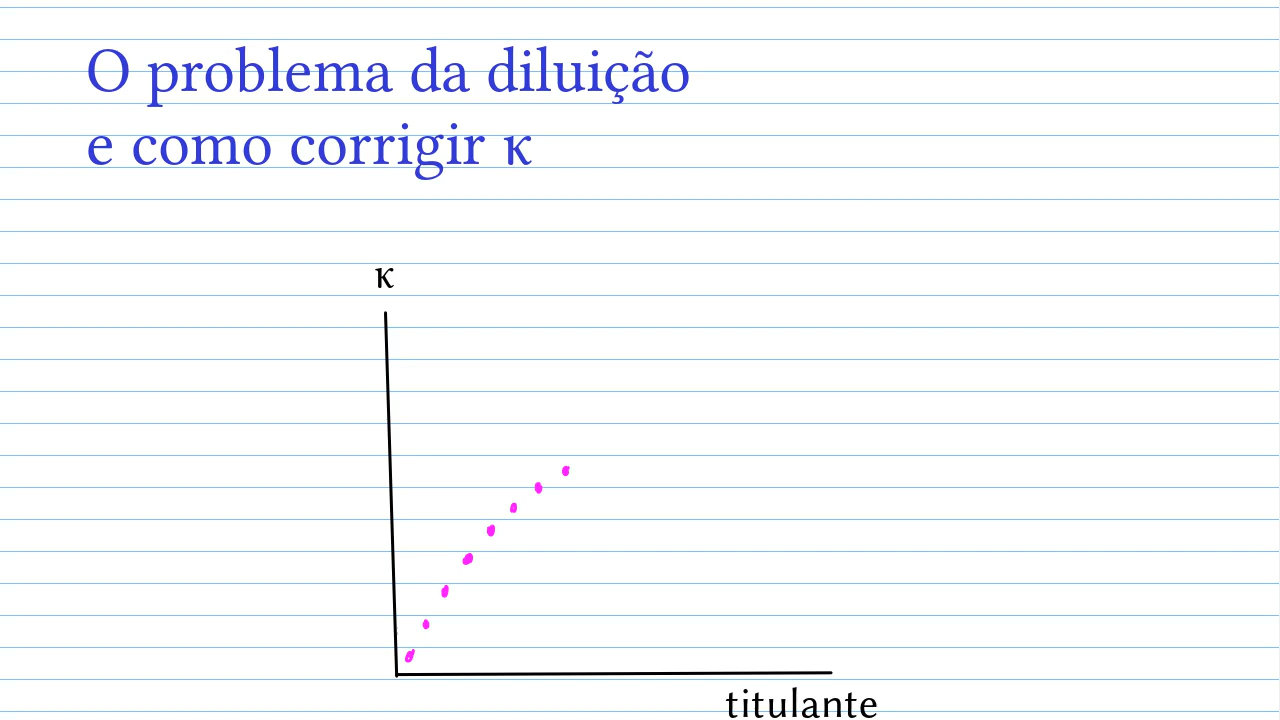 O problema da diluição
e como corrigir κ
κ
titulante